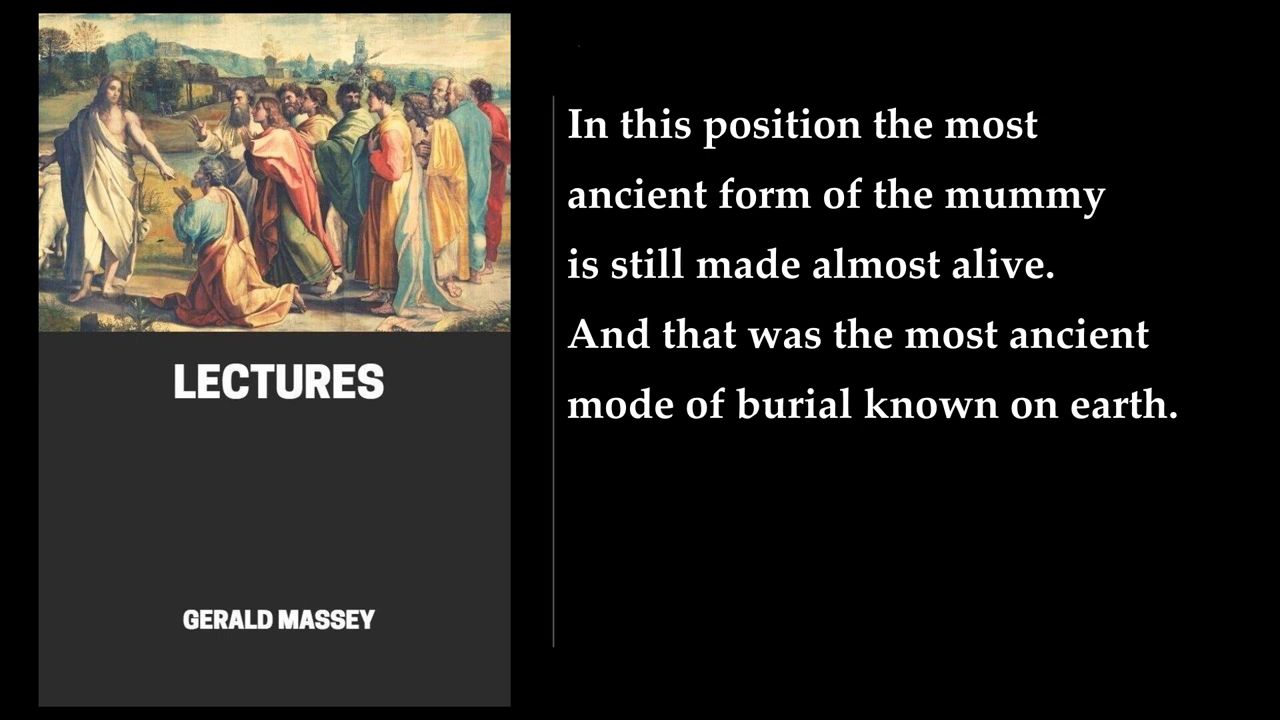 LECTURES
GERALD MASSEY
In this position the most
ancient form of the mummy
is still made almost alive.
And that was the most ancient
mode of burial known on earth.